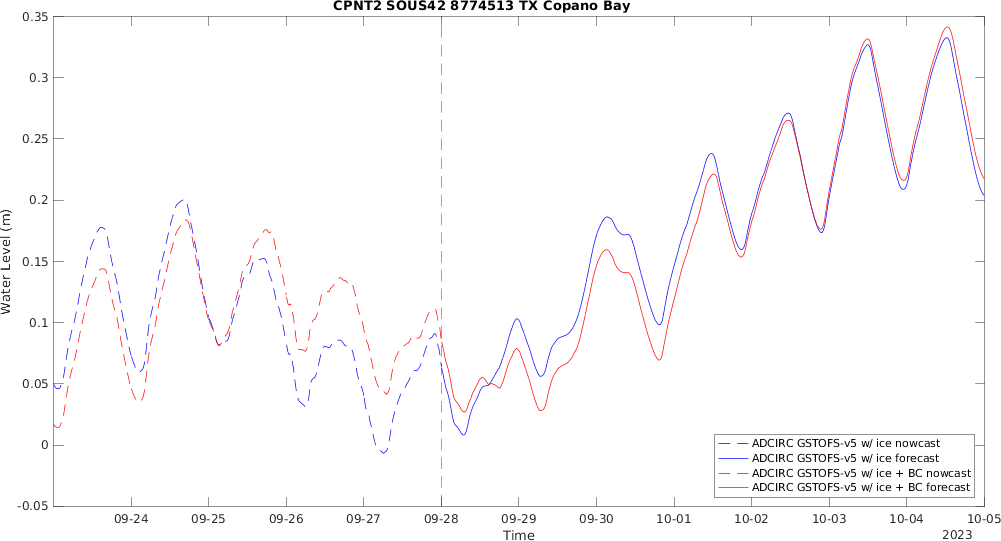 CPNT2 SOUS42 8774513 TX Copano Bay
0.35
0.3
0.25
0.2
0.15
0.1
0.05
0
-0.05
Water Level (m)
ADCIRC GSTOFS-v5 w/ ice nowcast
ADCIRC GSTOFS-v5 w/ ice forecast
ADCIRC GSTOFS-v5 w/ ice + BC nowcast
ADCIRC GSTOFS-v5 w/ ice + BC forecast
09-24 09-25 09-26 09-27 09-28 09-29 09-30 10-01 10-02 10-03 10-04 10-05
Time
2023